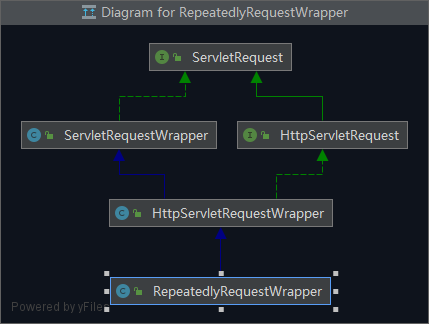 Diagram for RepeatedlyRequestWrapper
I ServletRequest
C ServletRequestWrapper
I HttpServletRequest
C HttpServletRequestWrapper
C RepeatedlyRequestWrapper
Powered by yFiles